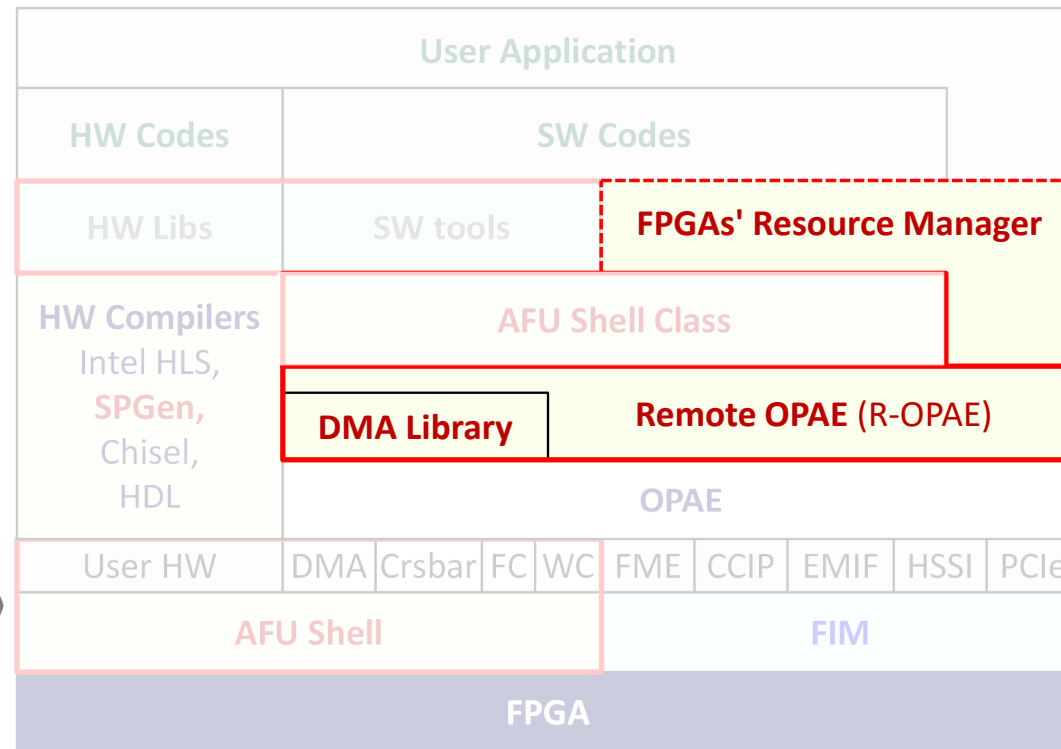 User Application
HW Codes
SW Codes
HW Libs
SW tools
FPGAs' Resource Manager
HW Compilers
Intel HLS,
SPGen,
Chisel,
HDL
AFU Shell Class
DMA Library
Remote OPAE (R-OPAE)
OPAE
User HW
DMA
Crsbar
FC
WC
FME
CCIP
EMIF
HSSI
PCIe
AFU Shell
FIM
FPGA